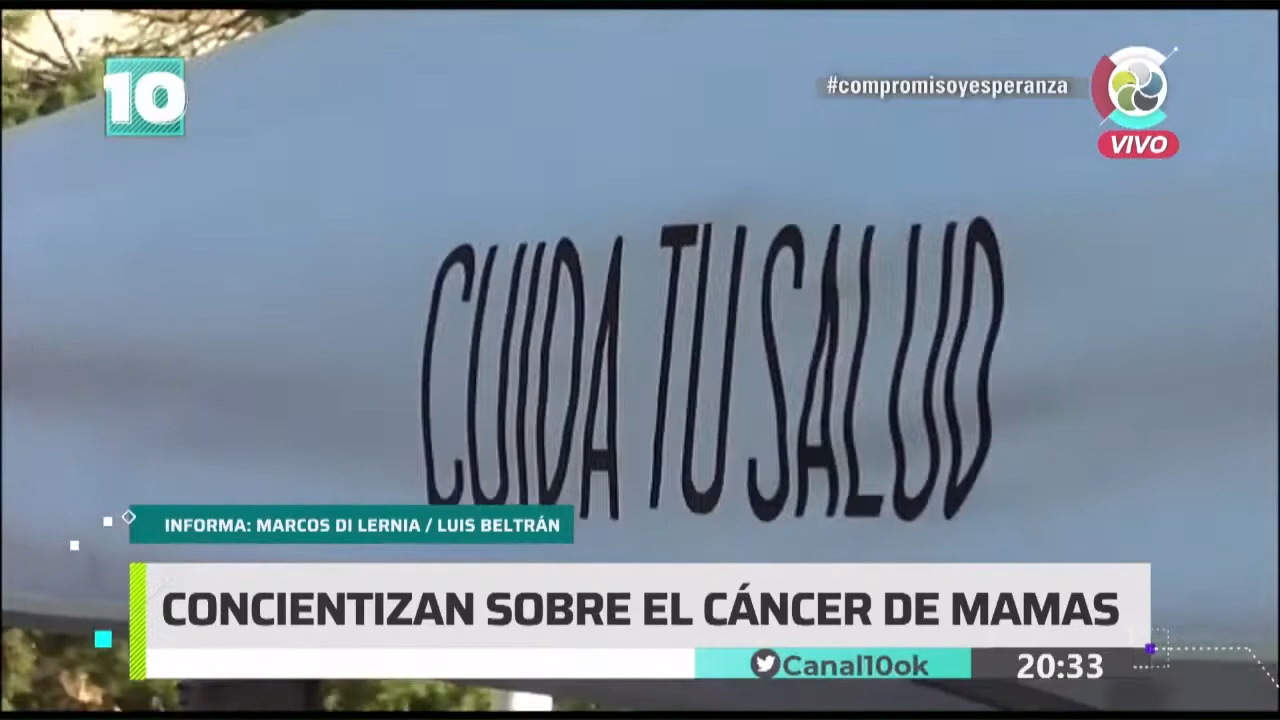 10
#compromisoyesperanza
VIVO
CUIDA TU SALUD
INFORMA: MARCOS DI LERNIA / LUIS BELTRÁN
CONCIENTIZAN SOBRE EL CÁNCER DE MAMAS
Canal10ok
20:33